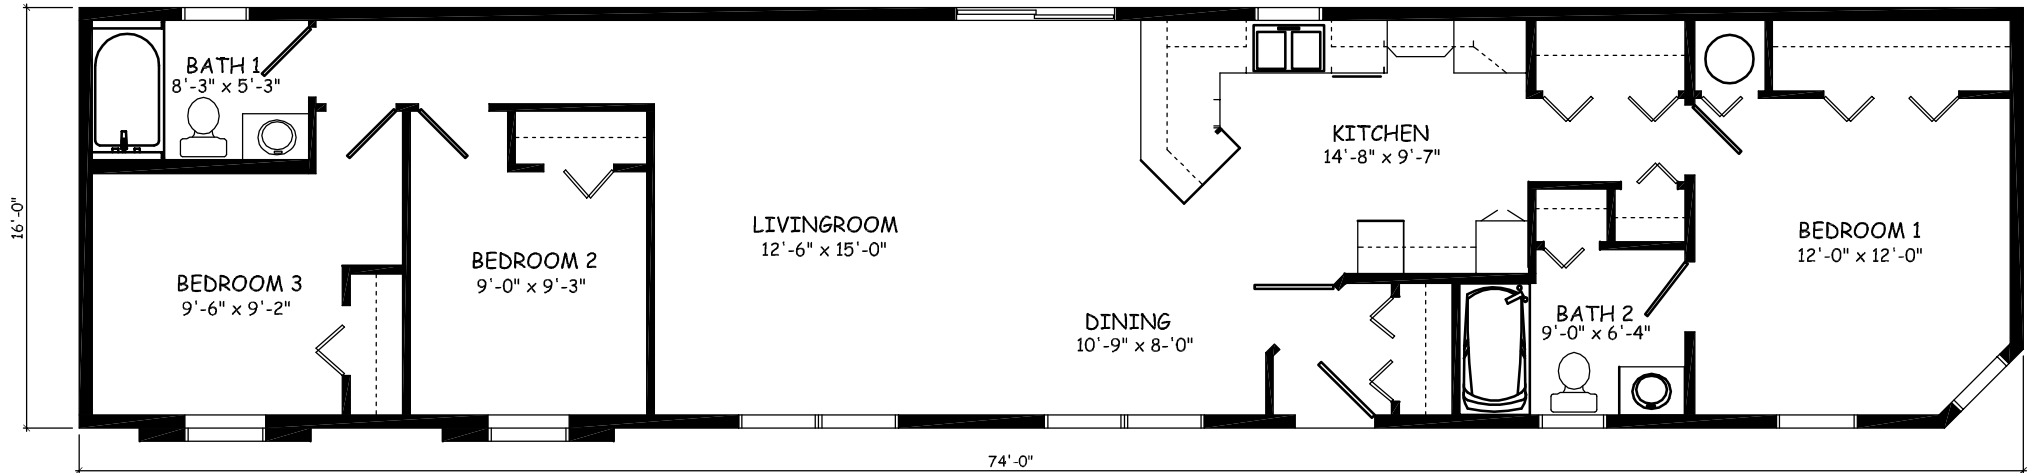 BATH 1
8'-3" x 5'-3"
KITCHEN
14'-8" x 9'-7"
16'-0"
LIVINGROOM
12'-6" x 15'-0"
BEDROOM 1
12'-0" x 12'-0"
BEDROOM 2
9'-0" x 9'-3"
BEDROOM 3
9'-6" x 9'-2"
DINING
10'-9" x 8-'0"
BATH 2
9'-0" x 6'-4"
74'-0"